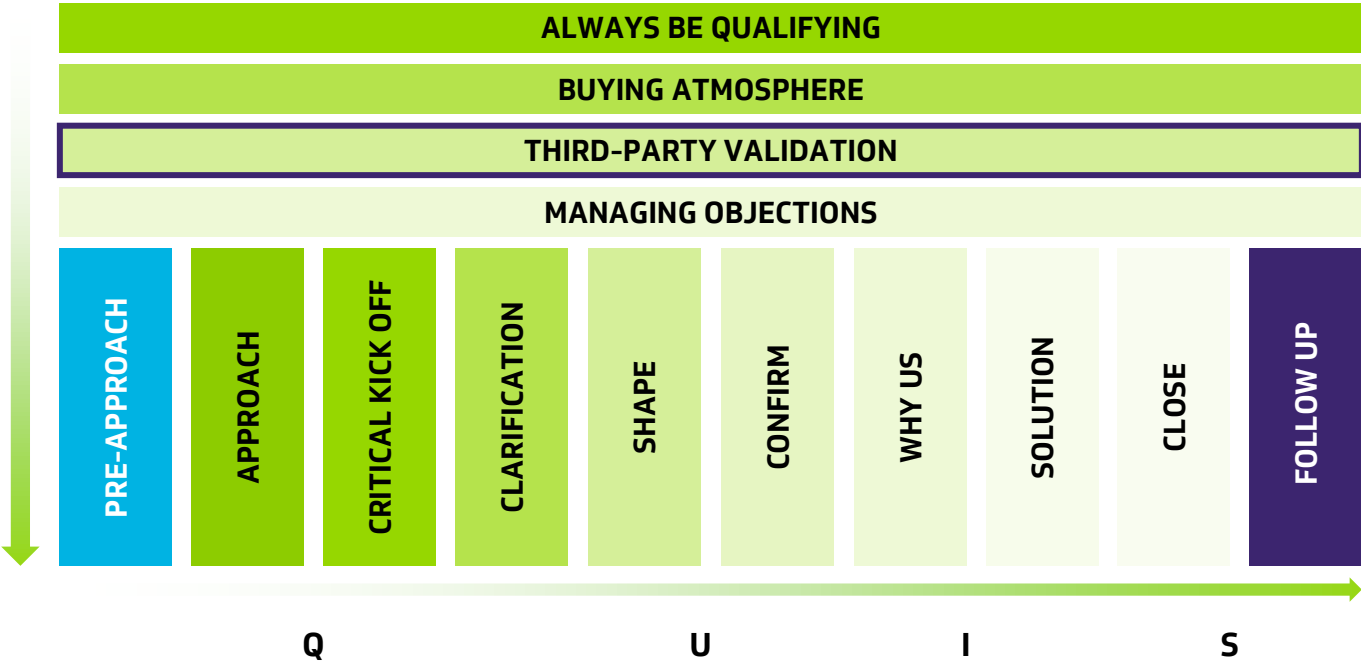 ALWAYS BE QUALIFYING
BUYING ATMOSPHERE
THIRD-PARTY VALIDATION
MANAGING OBJECTIONS
PRE-APPROACH
APPROACH
CRITICAL KICK OFF
CLARIFICATION
SHAPE
CONFIRM
WHY US
SOLUTION
CLOSE
FOLLOW UP
Q U I S